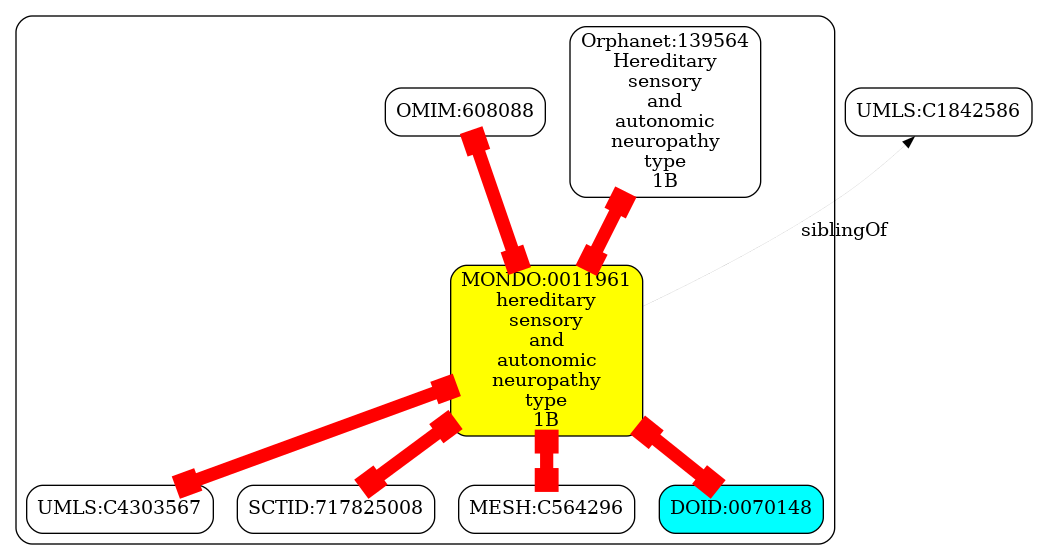 Orphanet:139564
Hereditary
sensory
and
autonomic
neuropathy
type
1B
OMIM:608088
UMLS:C1842586
siblingOf
MONDO:0011961
hereditary
sensory
and
autonomic
neuropathy
type
1B
UMLS:C4303567
SCTID:717825008
MESH:C564296
DOID:0070148